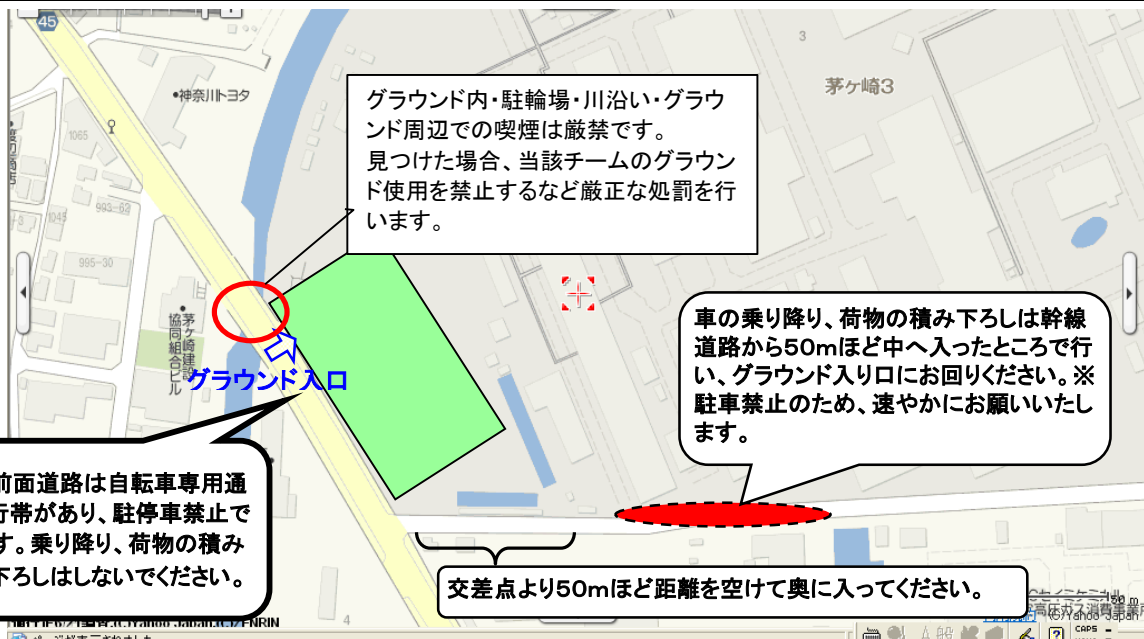 45
3
茅ヶ崎3
•神奈川トヨタ
1065
グラウンド内・駐輪場・川沿い・グラウ
ンド周辺での喫煙は厳禁です。
見つけた場合、当該チームのグラウン
ド使用を禁止するなど厳正な処罰を行
います。
993-62
1045
995-30
茅ヶ崎建設
協同組合ビル
グラウンド入口
車の乗り降り、荷物の積み下ろしは幹線
道路から50mほど中へ入ったところで行
い、グラウンド入り口にお回りください。※
駐車禁止のため、速やかにお願いいたし
ます。
前面道路は自転車専用通
行帯があり、駐停車禁止で
す。乗り降り、荷物の積み
下ろしはしないでください。
交差点より50mほど距離を空けて奥に入ってください。
4
CAPS